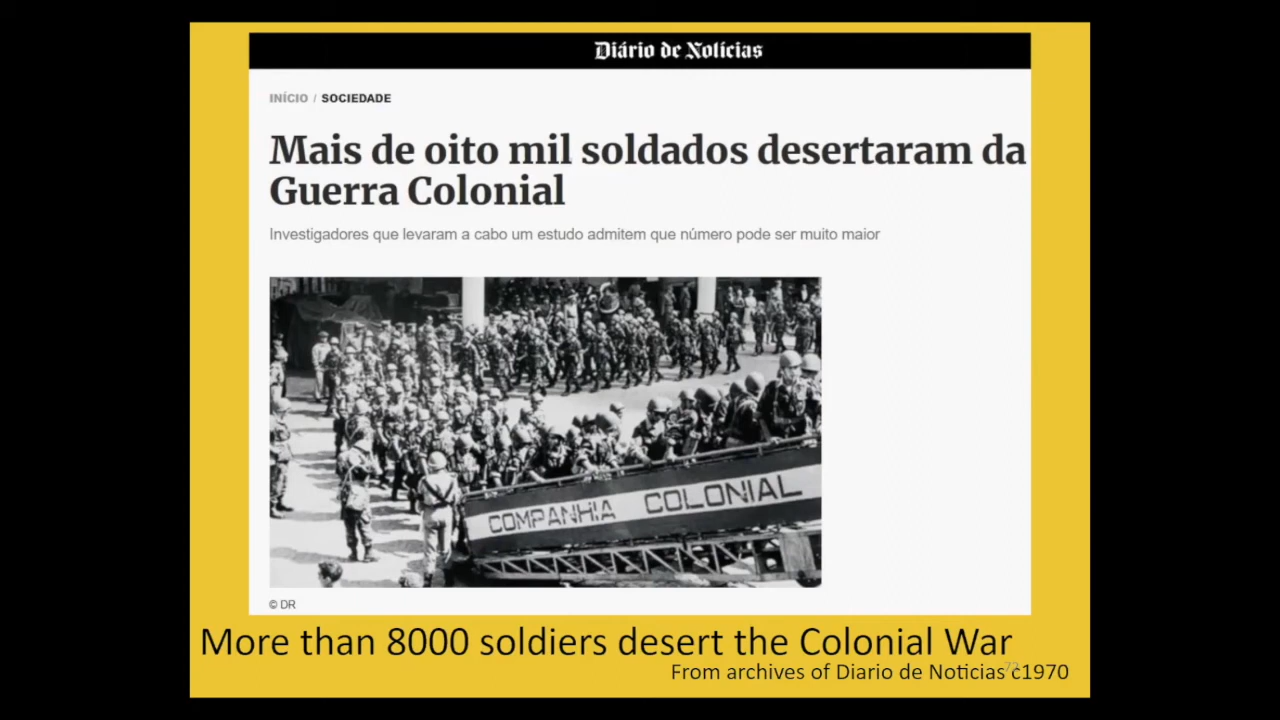 Diário de Notícias
INÍCIO / SOCIEDADE
Mais de oito mil soldados desertaram da
Guerra Colonial
Investigadores que levaram a cabo um estudo admitem que número pode ser muito maior
COMPANHIA COLONIAL
© DR
More than 8000 soldiers desert the Colonial War
72
From archives of Diario de Noticias c1970